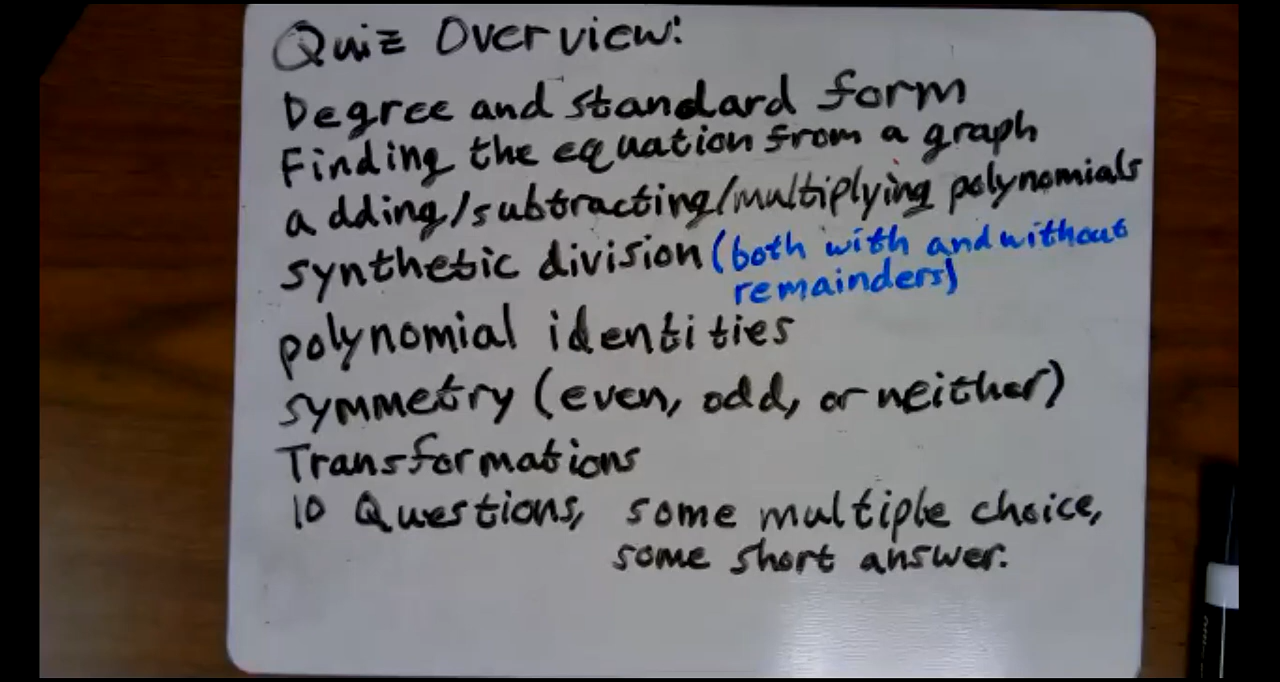 Quiz Overview:
Degree and standard form
Finding the equation from a graph
adding/subtracting/multiplying polynomials
synthetic division (both with and without
remainders)
polynomial identities
symmetry (even, odd, or neither)
Transformations
10 Questions, some multiple choice,
some short answer.